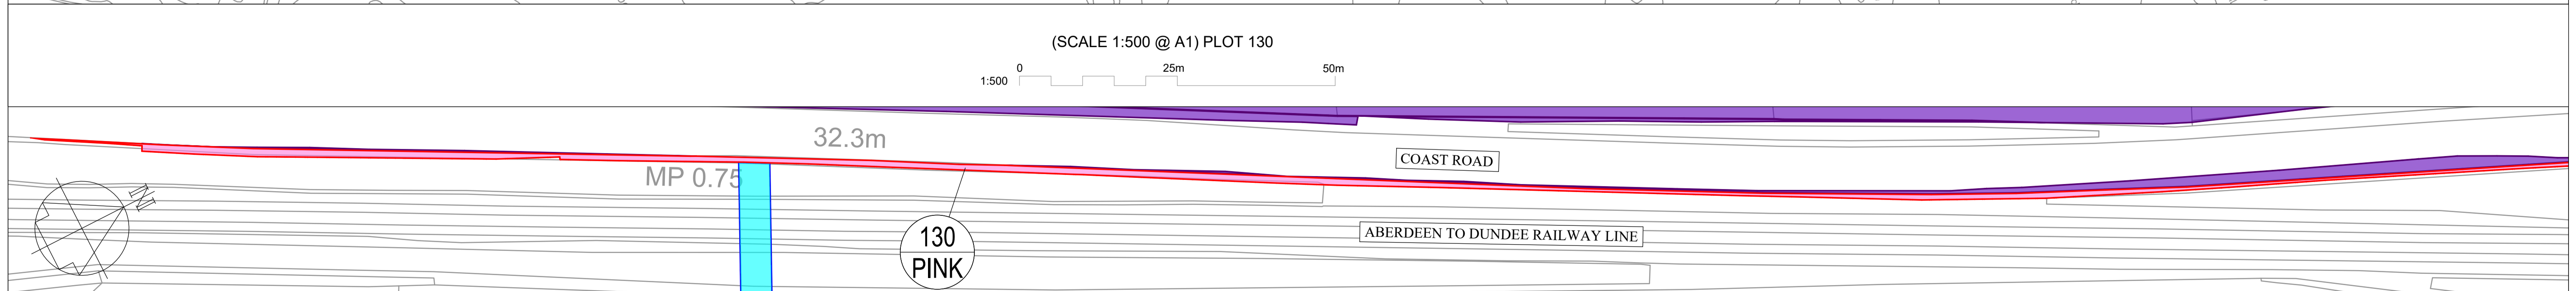 (SCALE 1:500 @ A1) PLOT 130
0 25m 50m
1:500
32.3m
COAST ROAD
MP 0.75
N
130
PINK
ABERDEEN TO DUNDEE RAILWAY LINE